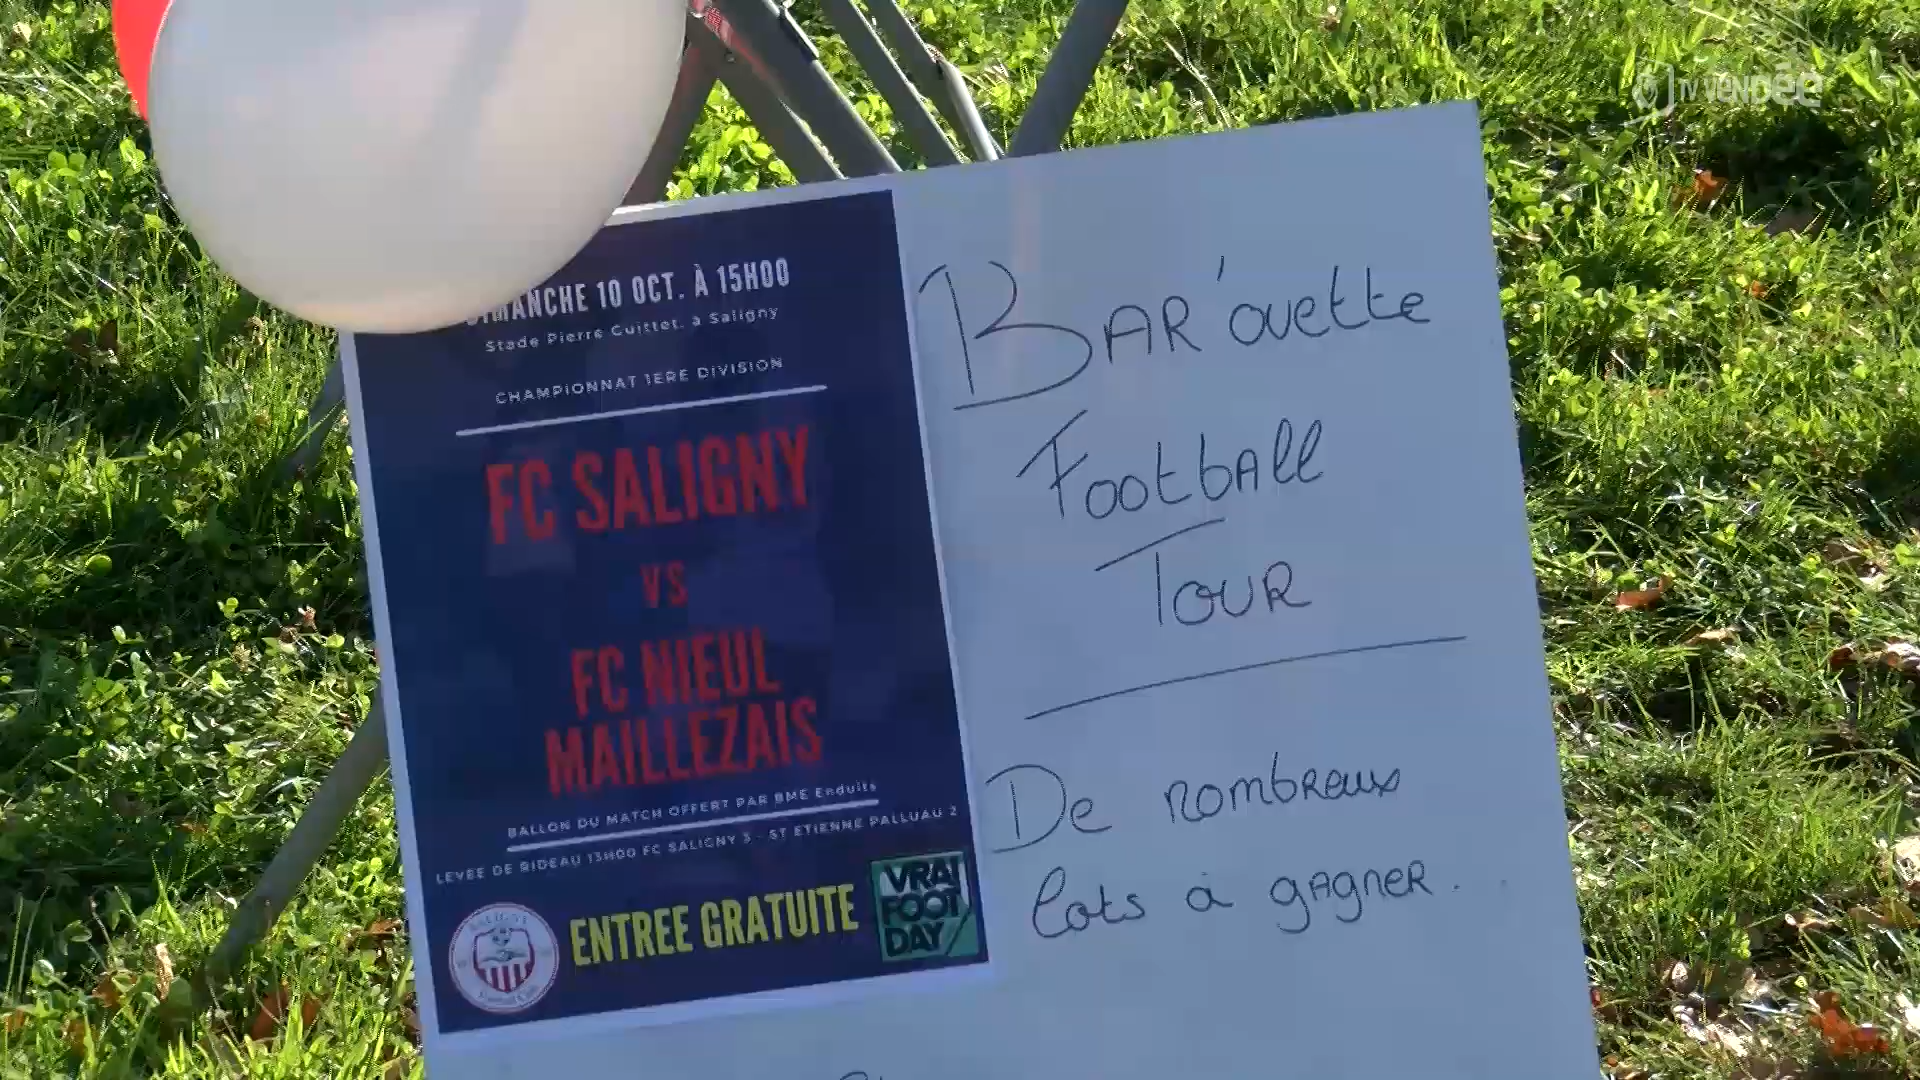 TV VENDÉE
DIMANCHE 10 OCT. À 15H00
Stade Pierre Guittet. à Saligny
CHAMPIONNAT 1ERE DIVISION
FC SALIGNY
VS
FC NIEUL
MAILLEZAIS
BALLON DU MATCH OFFERT PAR BME Enduits
LEVEE DE RIDEAU 13H00 FC SALIGNY 3 - ST ETIENNE PALLUAU 2
SALIGNY
ENTREE GRATUITE
VRAI
FOOT
DAY
BAR'ouette
Football
TOUR
De nombreux
lots à gagner...